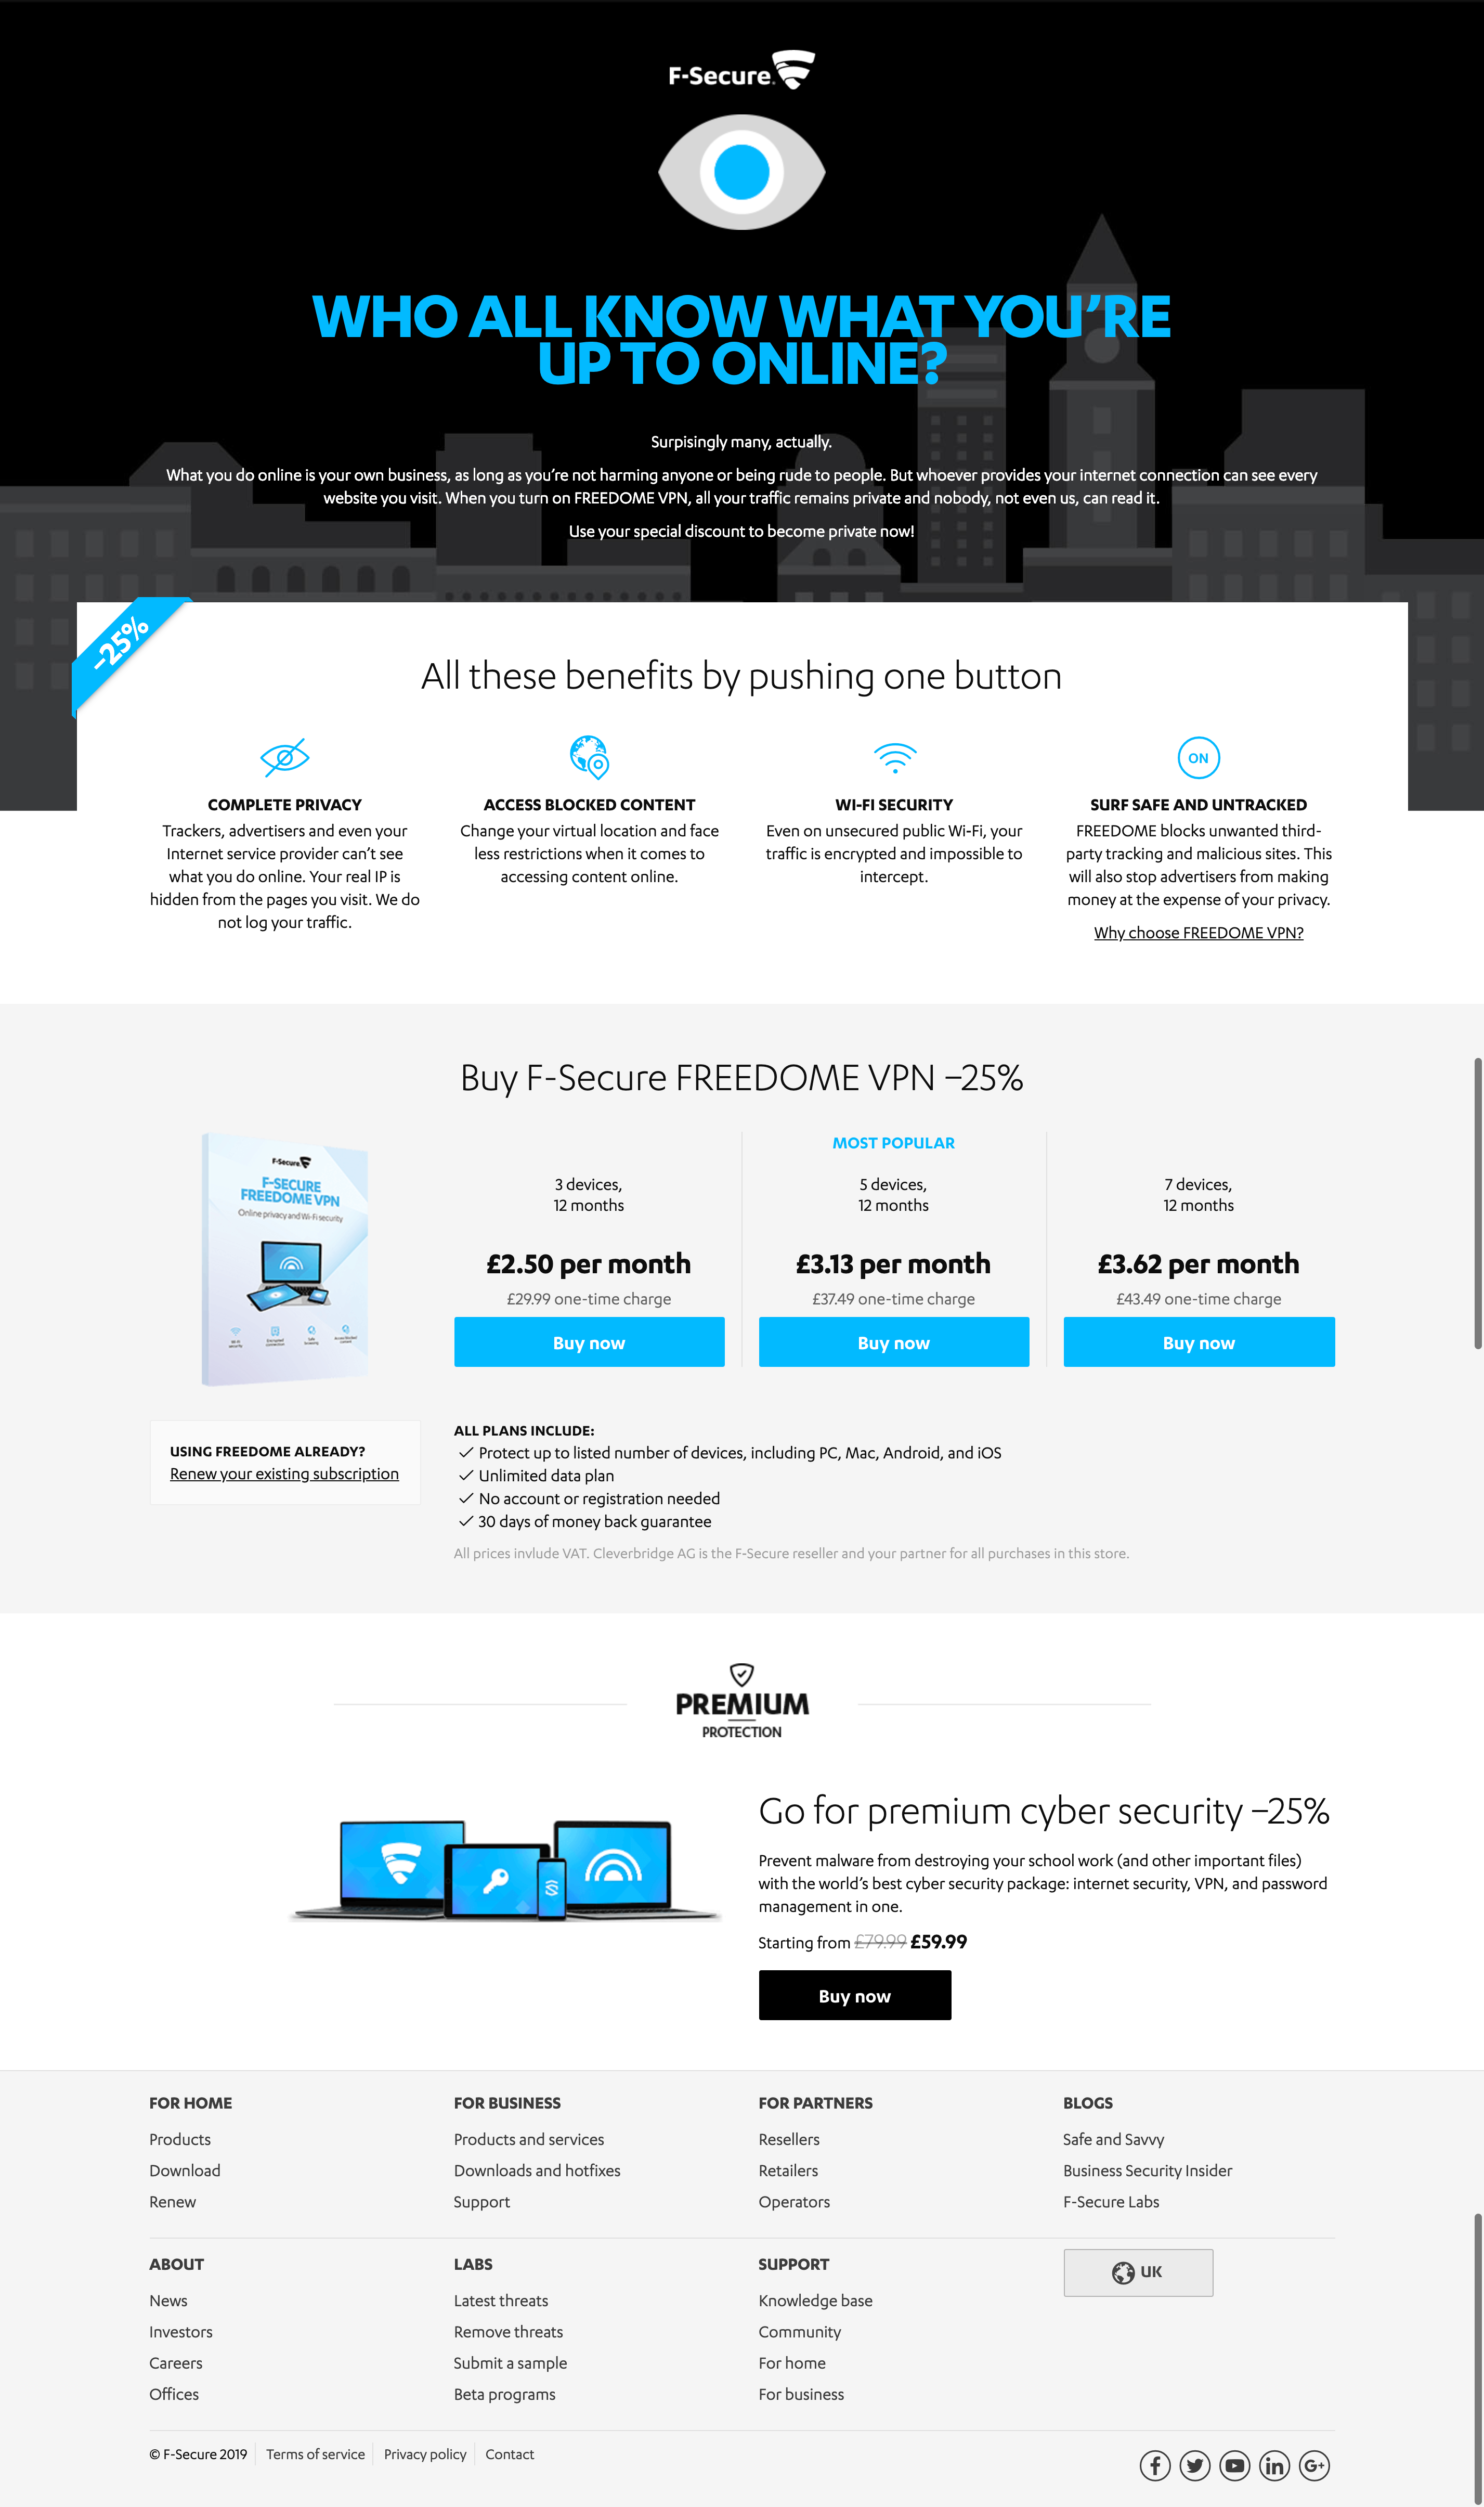 F-Secure.
WHO ALL KNOW WHAT YOU'RE
UP TO ONLINE?
Surpisingly many, actually.
What you do online is your own business, as long as you're not harming anyone or being rude to people. But whoever provides your internet connection can see every
website you visit. When you turn on FREEDOME VPN, all your traffic remains private and nobody, not even us, can read it.
Use your special discount to become private now!
–25%
All these benefits by pushing one button
ON
COMPLETE PRIVACY
Trackers, advertisers and even your
Internet service provider can't see
what you do online. Your real IP is
hidden from the pages you visit. We do
not log your traffic.
ACCESS BLOCKED CONTENT
Change your virtual location and face
less restrictions when it comes to
accessing content online.
WI-FI SECURITY
Even on unsecured public Wi-Fi, your
traffic is encrypted and impossible to
intercept.
SURF SAFE AND UNTRACKED
FREEDOME blocks unwanted third-
party tracking and malicious sites. This
will also stop advertisers from making
money at the expense of your privacy.
Why choose FREEDOME VPN?
Buy F-Secure FREEDOME VPN –25%
F-Secure.
F-SECURE
FREEDOME VPN
Online privacy and Wi-Fi security
3 devices,
12 months
£2.50 per month
£29.99 one-time charge
Buy now
MOST POPULAR
5 devices,
12 months
£3.13 per month
£37.49 one-time charge
Buy now
7 devices,
12 months
£3.62 per month
£43.49 one-time charge
Buy now
USING FREEDOME ALREADY?
Renew your existing subscription
ALL PLANS INCLUDE:
Protect up to listed number of devices, including PC, Mac, Android, and iOS
Unlimited data plan
No account or registration needed
30 days of money back guarantee
All prices invlude VAT. Cleverbridge AG is the F-Secure reseller and your partner for all purchases in this store.
PREMIUM
PROTECTION
Go for premium cyber security –25%
Prevent malware from destroying your school work (and other important files)
with the world's best cyber security package: internet security, VPN, and password
management in one.
Starting from £79.99 £59.99
Buy now
FOR HOME
Products
Download
Renew
FOR BUSINESS
Products and services
Downloads and hotfixes
Support
FOR PARTNERS
Resellers
Retailers
Operators
BLOGS
Safe and Savvy
Business Security Insider
F-Secure Labs
ABOUT
News
Investors
Careers
Offices
LABS
Latest threats
Remove threats
Submit a sample
Beta programs
SUPPORT
Knowledge base
Community
For home
For business
UK
© F-Secure 2019 Terms of service Privacy policy Contact